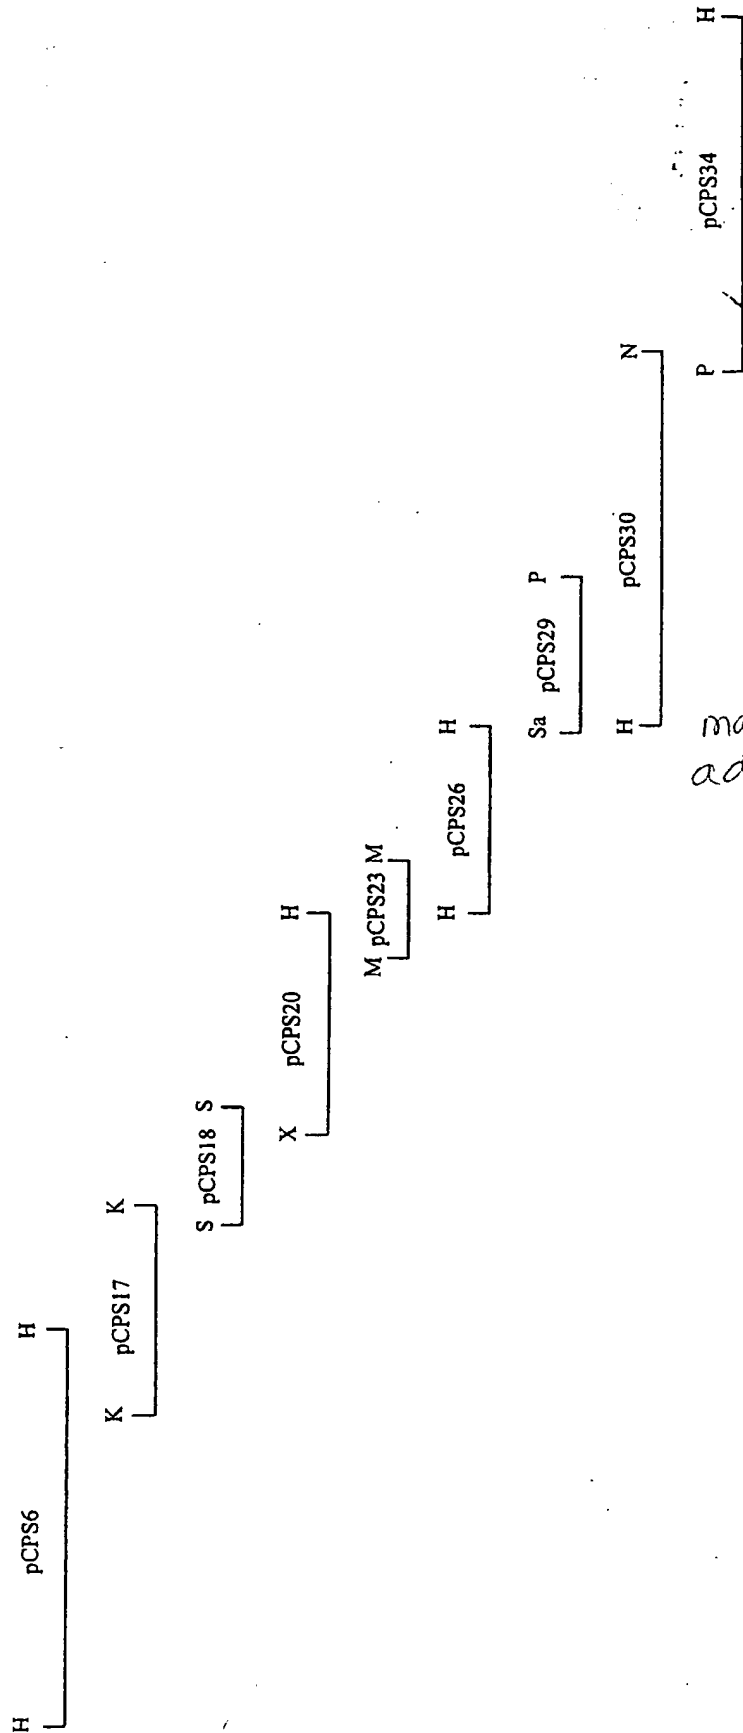 H pCPS6 H
K pCPS17 K
S pCPS18 S
X pCPS20 H
M pCPS23 M
H pCPS26 H
Sa pCPS29 P
H pCPS30 N
P pCPS34 H